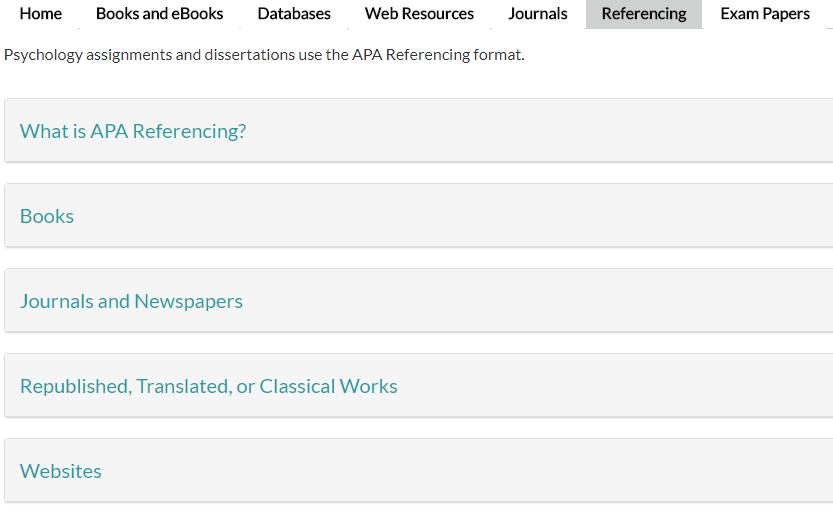 Home Books and eBooks Databases Web Resources Journals Referencing Exam Papers
Psychology assignments and dissertations use the APA Referencing format.
What is APA Referencing?
Books
Journals and Newspapers
Republished, Translated, or Classical Works
Websites